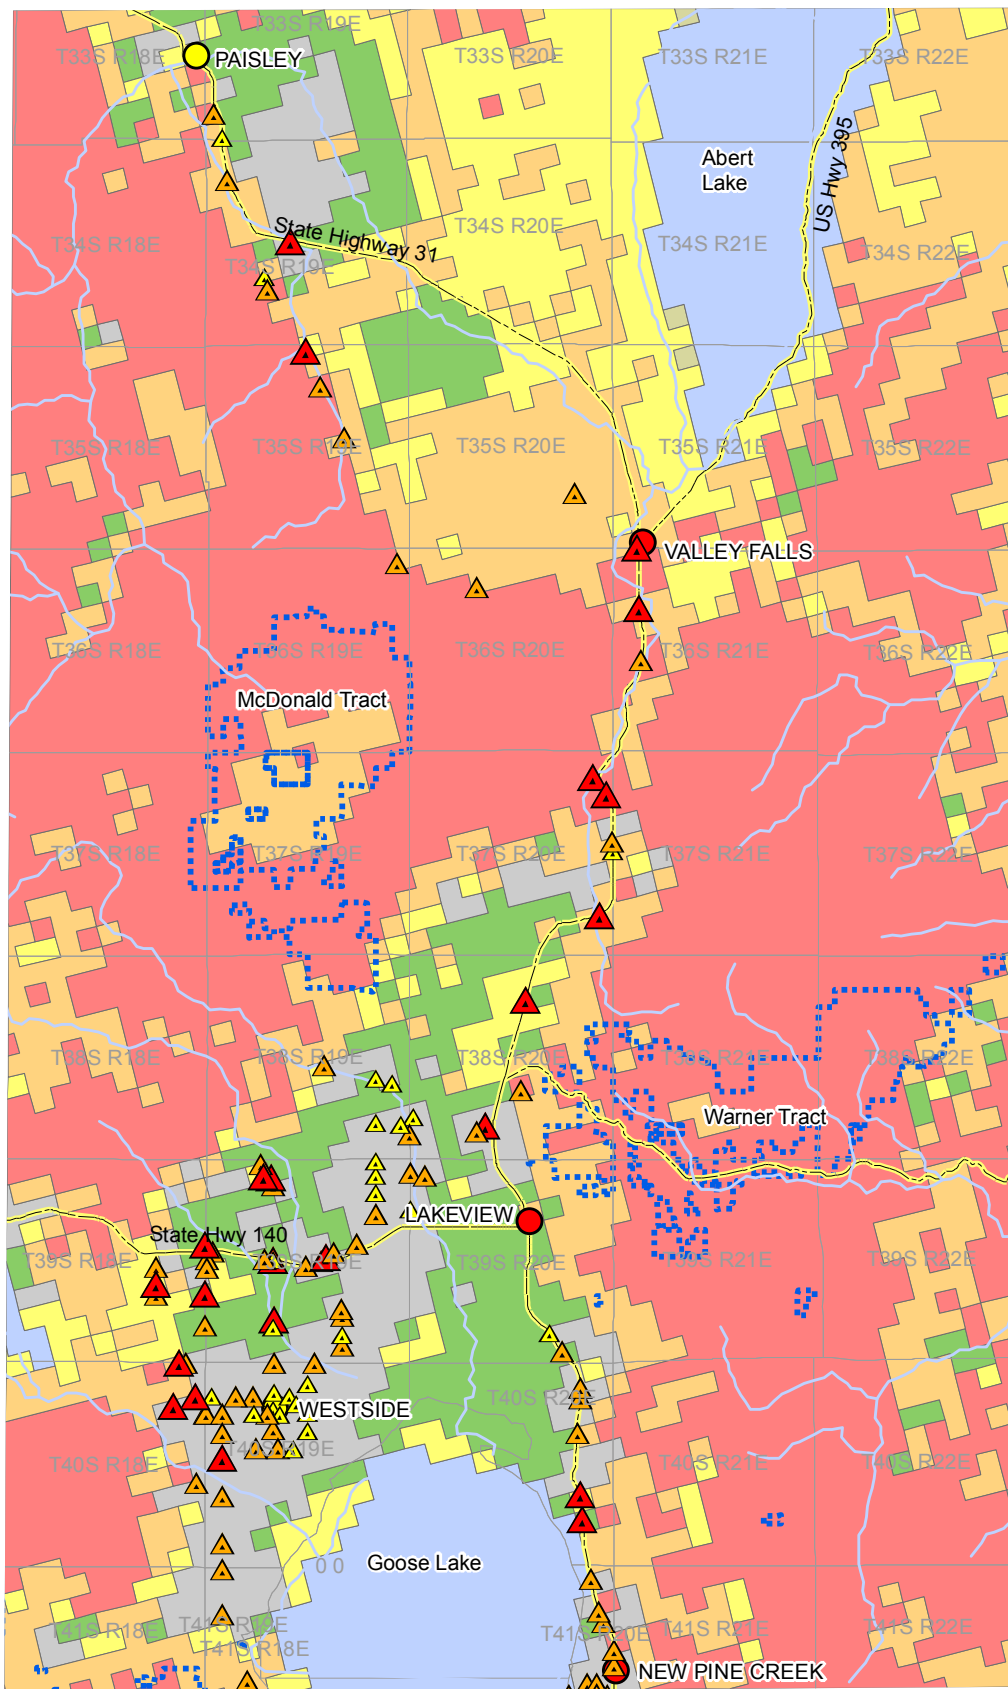 T33S R19E
T33S R18E
PAISLEY
T33S R20E
T33S R21E
T33S R22E
US Hwy 395
Abert
Lake
State Highway 31
T34S R18E
T34S R19E
T34S R20E
T34S R21E
T34S R22E
T35S R18E
T35S R19E
T35S R20E
T35S R21E
T35S R22E
VALLEY FALLS
T36S R18E
T36S R19E
T36S R20E
T36S R21E
T36S R22E
McDonald Tract
T37S R18E
T37S R19E
T37S R20E
T37S R21E
T37S R22E
T38S R18E
T38S R19E
T38S R20E
T38S R21E
T38S R22E
Warner Tract
LAKEVIEW
State Hwy 140
T39S R18E
T39S R19E
T39S R20E
T39S R22E
T40S R20E
WESTSIDE
T40S R18E
T40S R19E
T40S R21E
T40S R22E
0 0
Goose Lake
T41S R18E
T41S R19E
T41S R18E
T41S R20E
T41S R21E
T41S R22E
NEW PINE CREEK